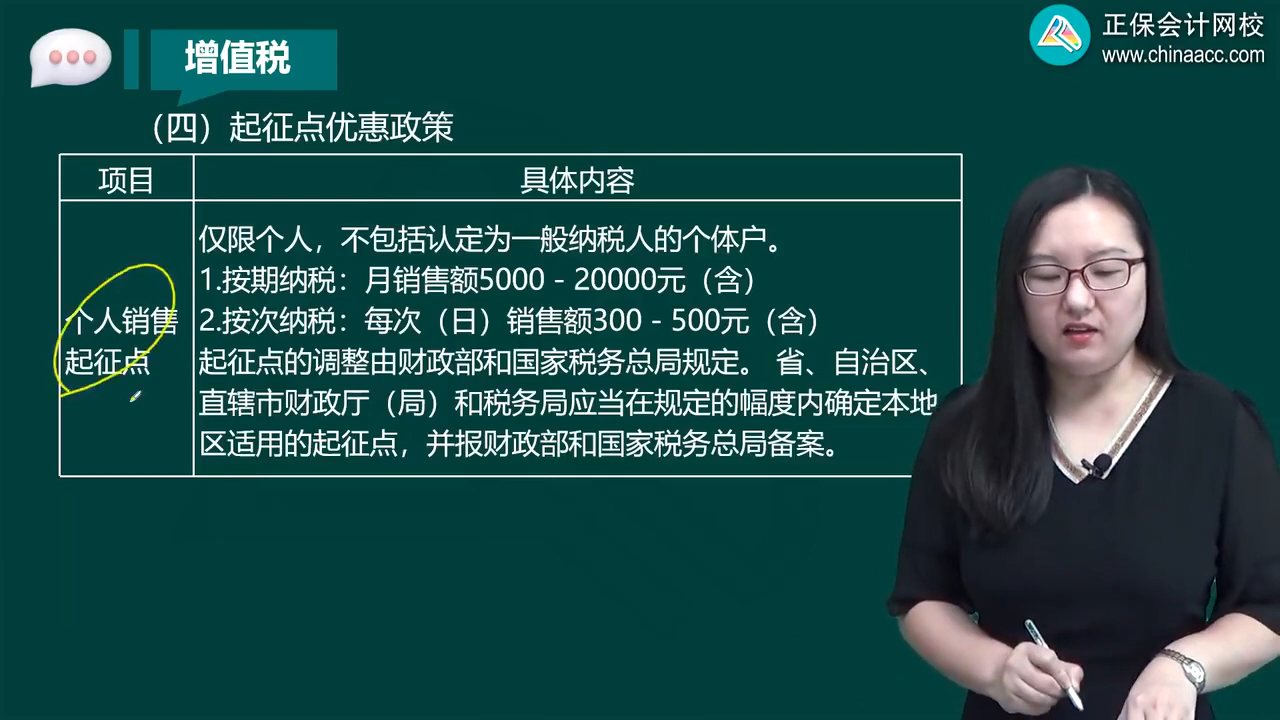 增值税
正保会计网校
www.chinaacc.com
（四）起征点优惠政策
项目
具体内容
个人销售
起征点
仅限个人，不包括认定为一般纳税人的个体户。
1.按期纳税：月销售额5000－20000元（含）
2.按次纳税：每次（日）销售额300－500元（含）
起征点的调整由财政部和国家税务总局规定。 省、自治区、
直辖市财政厅（局）和税务局应当在规定的幅度内确定本地
区适用的起征点，并报财政部和国家税务总局备案。